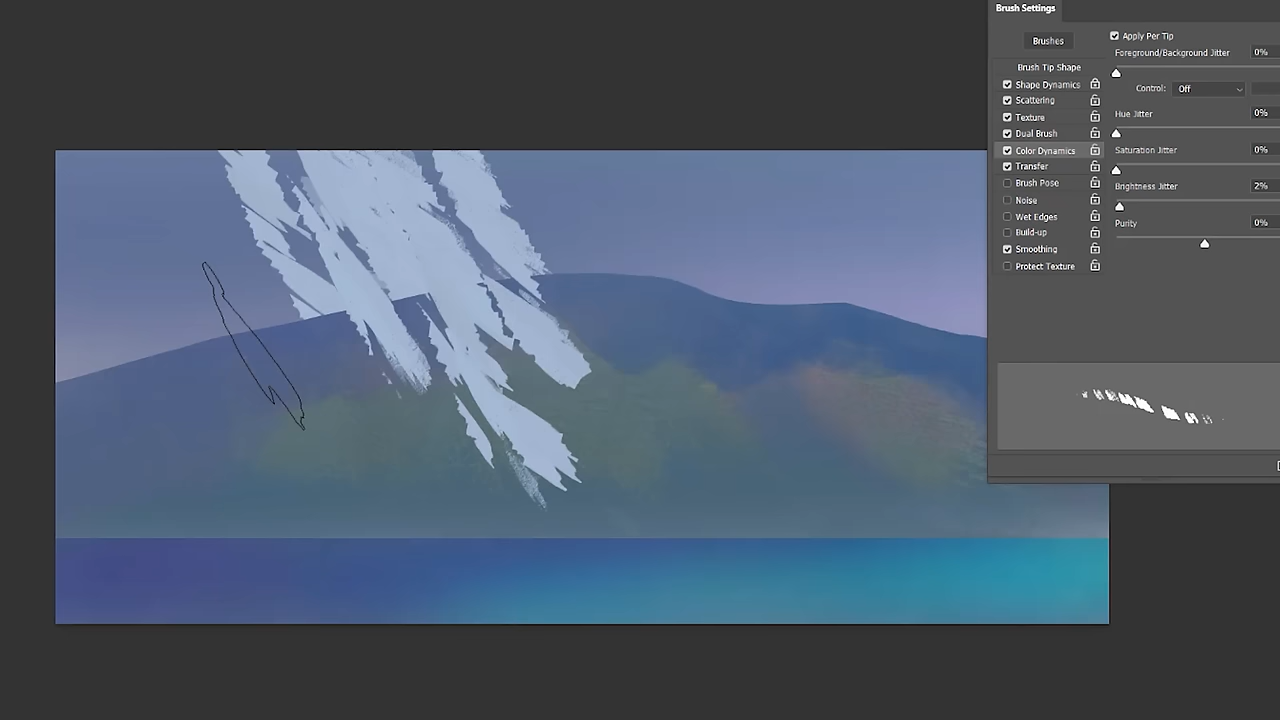 Brush Settings
Brushes
Apply Per Tip
Foreground/Background Jitter 0%
Brush Tip Shape
Shape Dynamics
Control: Off
Scattering
Texture
Hue Jitter 0%
Dual Brush
Color Dynamics
Saturation Jitter 0%
Transfer
Brush Pose
Brightness Jitter 2%
Noise
Wet Edges
Purity 0%
Build-up
Smoothing
Protect Texture